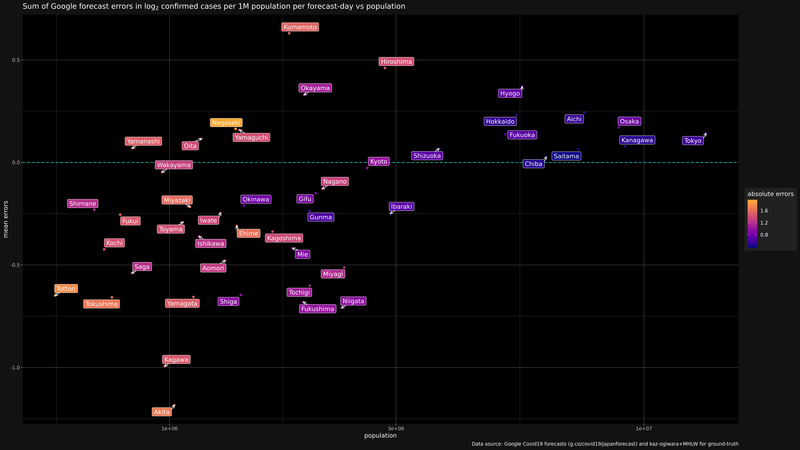 Sum of Google forecast errors in log2 confirmed cases per 1M population per forecast-day vs population
Kumamoto
Hiroshima
0.5
Okayama
Hyogo
Nagasaki
Hokkaido
Aichi
Osaka
Yamanashi
Oita
Yamaguchi
Fukuoka
Kanagawa
Tokyo
0.0
Wakayama
Kyoto
Shizuoka
Chiba
Saitama
Nagano
Shimane
Miyazaki
Okinawa
Gifu
Ibaraki
Fukui
Iwate
Gunma
Toyama
Ehime
Kochi
Ishikawa
Kagoshima
Mie
-0.5
Saga
Aomori
Miyagi
Tottori
Tochigi
Tokushima
Yamagata
Shiga
Fukushima
Niigata
Kagawa
-1.0
Akita
mean errors
1e+06
3e+06
1e+07
population
absolute errors
1.6
1.2
0.8
Data source: Google Covid19 forecasts (g.co/covid19/japanforecast) and kaz-ogiwara+MHLW for ground-truth